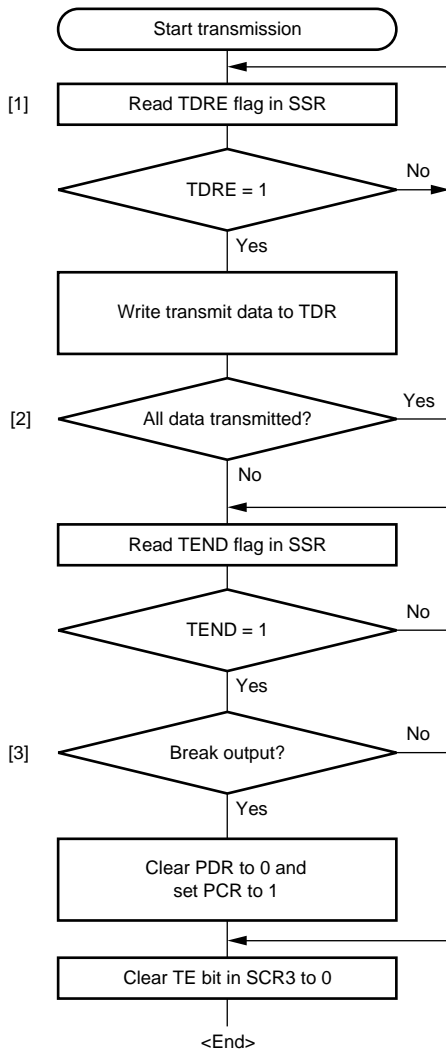 Start transmission
[1]
Read TDRE flag in SSR
TDRE = 1
No
Yes
Write transmit data to TDR
[2]
All data transmitted?
Yes
No
Read TEND flag in SSR
TEND = 1
No
Yes
[3]
Break output?
No
Yes
Clear PDR to 0 and
set PCR to 1
Clear TE bit in SCR3 to 0
<End>